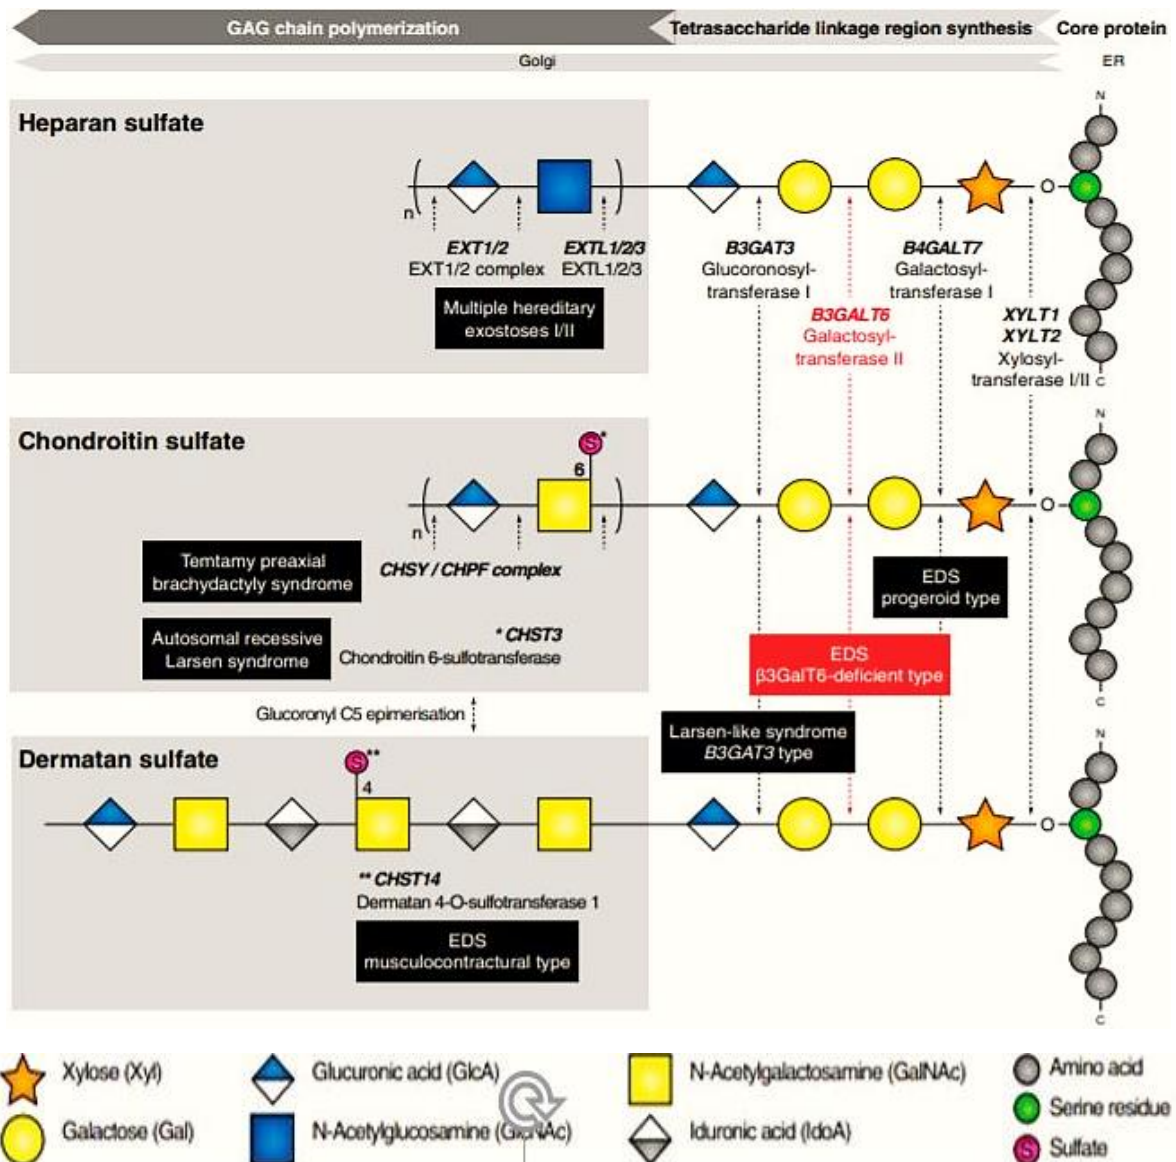 GAG chain polymerization
Tetrasaccharide linkage region synthesis
Core protein
Golgi
ER
Heparan sulfate
N
n
O
EXT1/2
EXT1/2 complex
EXTL1/2/3
EXTL1/2/3
Multiple hereditary
exostoses I/II
B3GAT3
Glucoronosyl-
transferase I
B4GALT7
Galactosyl-
transferase I
B3GALT6
Galactosyl-
transferase II
XYLT1
XYLT2
Xylosyl-
transferase I/II
C
Chondroitin sulfate
N
S*
6
n
O
CHSY / CHPF complex
Temtamy preaxial
brachydactyly syndrome
Autosomal recessive
Larsen syndrome
* CHST3
Chondroitin 6-sulfotransferase
EDS
progeroid type
EDS
β3GalT6-deficient type
C
Glucoronyl C5 epimerisation
Larsen-like syndrome
B3GAT3 type
Dermatan sulfate
N
S**
4
O
** CHST14
Dermatan 4-O-sulfotransferase 1
EDS
musculocontractural type
C
Xylose (Xyl)
Glucuronic acid (GlcA)
N-Acetylgalactosamine (GalNAc)
Amino acid
Serine residue
Galactose (Gal)
N-Acetylglucosamine (GlcNAc)
Iduronic acid (IdoA)
S Sulfate